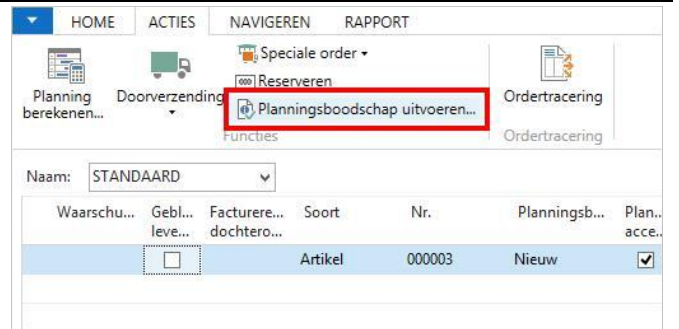 HOME ACTIES NAVIGEREN RAPPORT
Planning berekenen...
Doorverzending
Speciale order
Reserveren
Planningsboodschap uitvoeren...
Functies
Ordertracering
Ordertracering
Naam: STANDAARD
Waarschu... Gebl... leve... Facturere... dochtero... Soort Nr. Planningsb... Plan... acce...
Artikel 000003 Nieuw